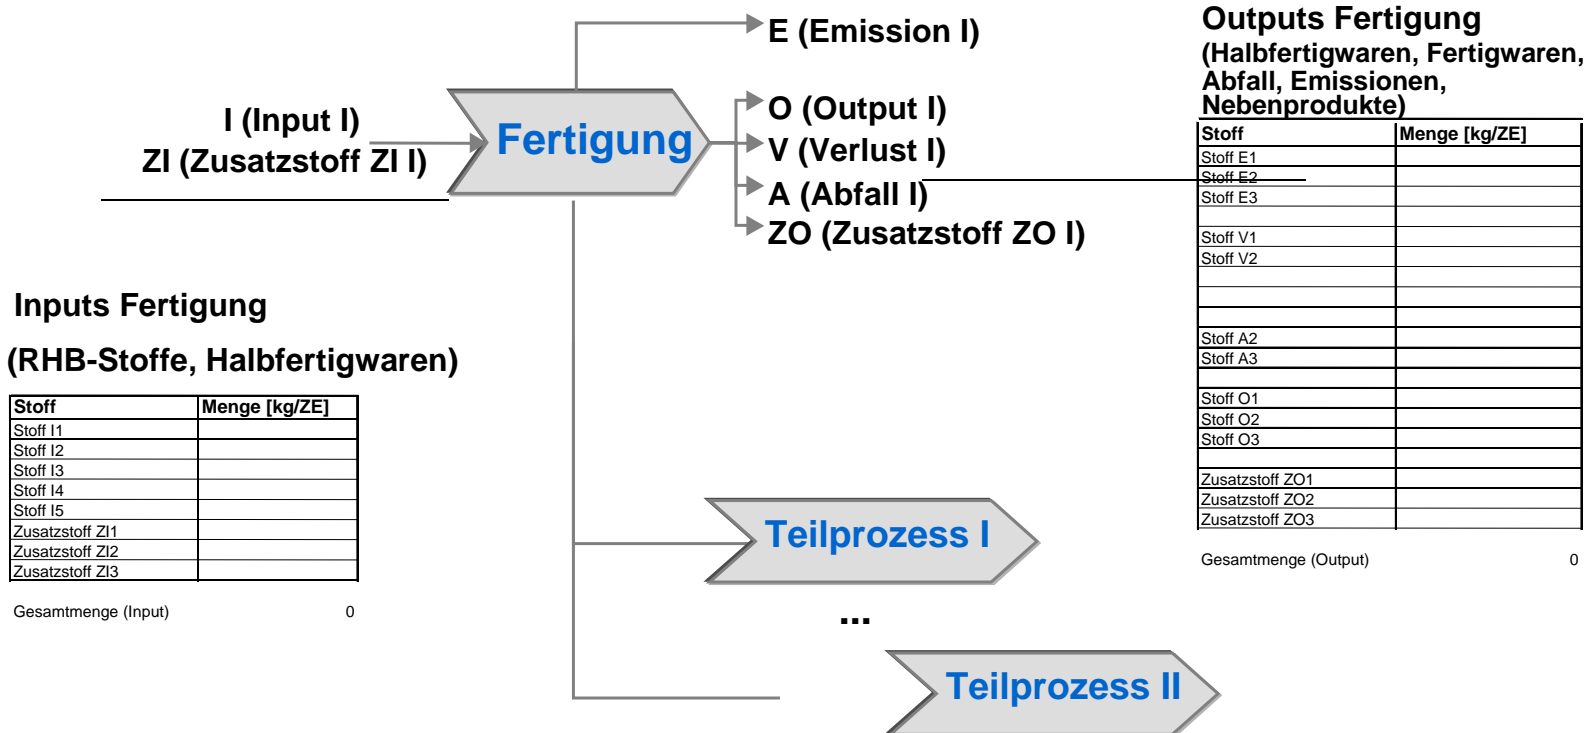 E (Emission I)
I (Input I)
ZI (Zusatzstoff ZI I)
Fertigung
O (Output I)
V (Verlust I)
A (Abfall I)
ZO (Zusatzstoff ZO I)
Outputs Fertigung
(Halbfertigwaren, Fertigwaren,
Abfall, Emissionen,
Nebenprodukte)
Stoff Menge [kg/ZE]
Stoff E1
Stoff E2
Stoff E3
Stoff V1
Stoff V2
Stoff A2
Stoff A3
Stoff O1
Stoff O2
Stoff O3
Zusatzstoff ZO1
Zusatzstoff ZO2
Zusatzstoff ZO3
Gesamtmenge (Output) 0
Inputs Fertigung
(RHB-Stoffe, Halbfertigwaren)
Stoff Menge [kg/ZE]
Stoff I1
Stoff I2
Stoff I3
Stoff I4
Stoff I5
Zusatzstoff ZI1
Zusatzstoff ZI2
Zusatzstoff ZI3
Gesamtmenge (Input) 0
Teilprozess I
...
Teilprozess II